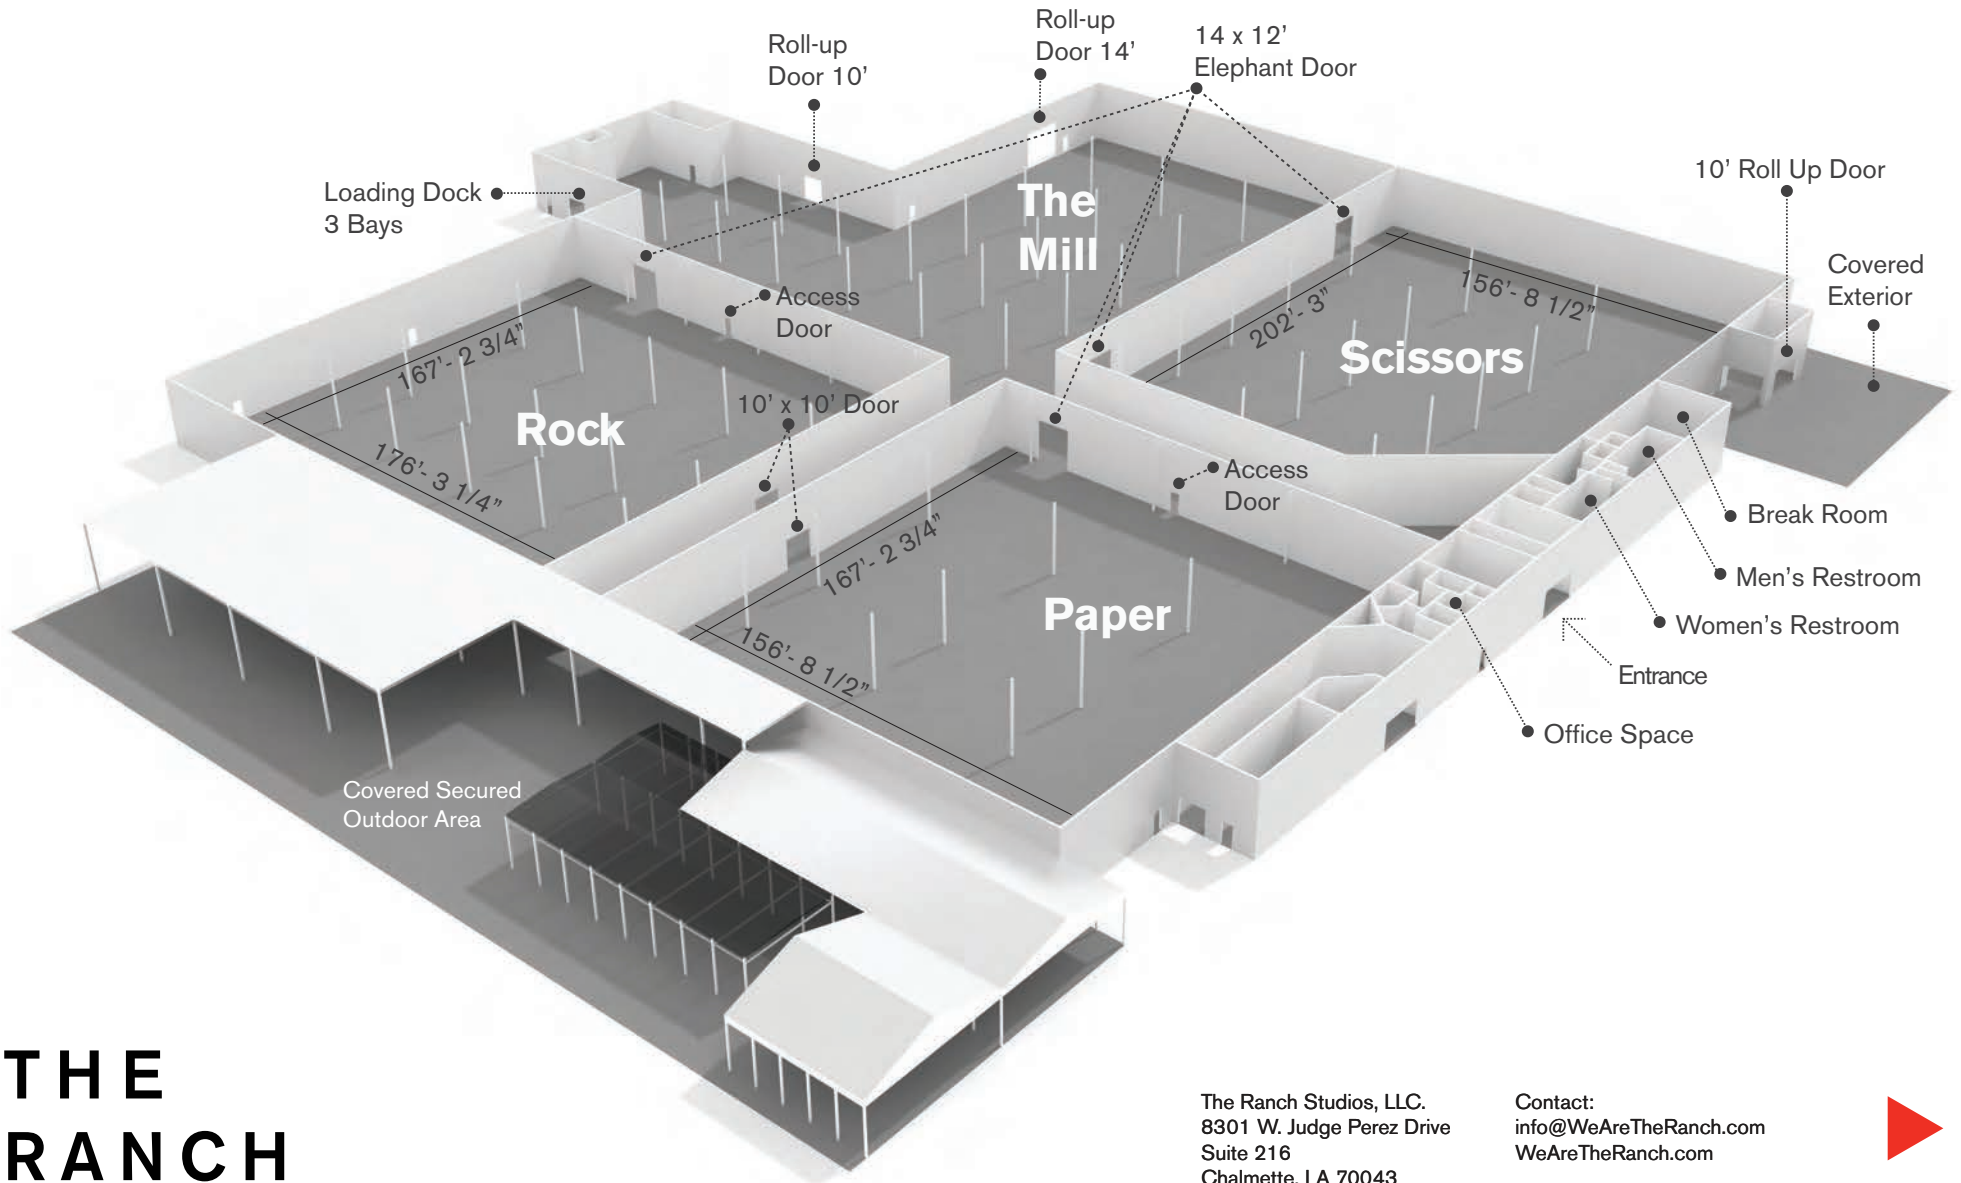 Roll-up
Door 10’
Roll-up
Door 14’
14 x 12’
Elephant Door
10’ Roll Up Door
Loading Dock
3 Bays
The
Mill
Covered
Exterior
Access
Door
156’- 8 1/2”
202’- 3”
Scissors
167’- 2 3/4”
Rock
10’ x 10’ Door
176’- 3 1/4”
Access
Door
167’- 2 3/4”
Paper
156’- 8 1/2”
Break Room
Men’s Restroom
Women’s Restroom
Entrance
Office Space
Covered Secured
Outdoor Area
THE
RANCH
The Ranch Studios, LLC.
8301 W. Judge Perez Drive
Suite 216
Chalmette, LA 70043
Contact:
info@WeAreTheRanch.com
WeAreTheRanch.com